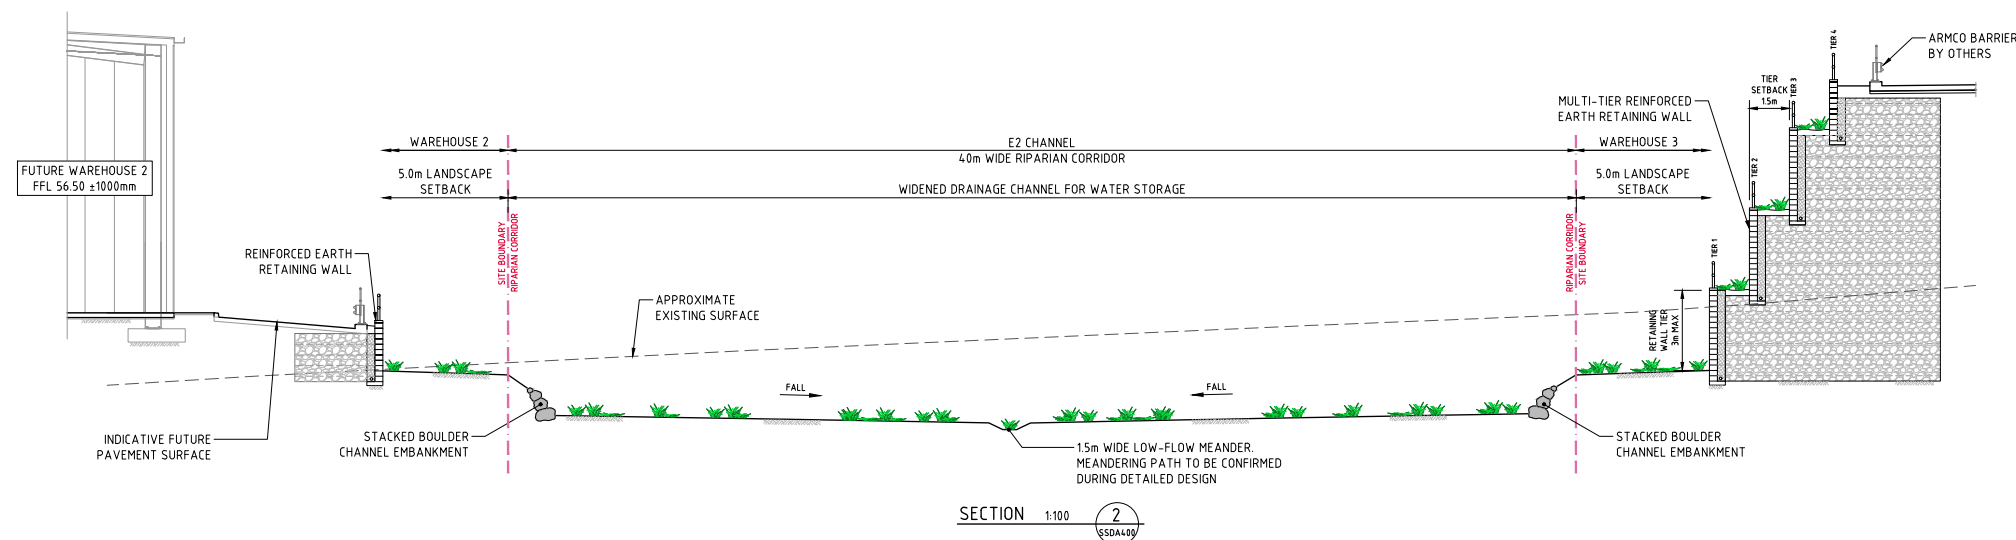 FUTURE WAREHOUSE 2
FFL 56.50 ±1000mm
WAREHOUSE 2
E2 CHANNEL
40m WIDE RIPARIAN CORRIDOR
WAREHOUSE 3
5.0m LANDSCAPE
SETBACK
WIDENED DRAINAGE CHANNEL FOR WATER STORAGE
5.0m LANDSCAPE
SETBACK
SITE BOUNDARY
RIPARIAN CORRIDOR
RIPARIAN CORRIDOR
SITE BOUNDARY
REINFORCED EARTH
RETAINING WALL
APPROXIMATE
EXISTING SURFACE
MULTI-TIER REINFORCED
EARTH RETAINING WALL
TIER
SETBACK
1.5m
TIER 1
TIER 2
TIER 3
TIER 4
ARMCO BARRIER
BY OTHERS
RETAINING
WALL TIER
3m MAX
FALL
FALL
INDICATIVE FUTURE
PAVEMENT SURFACE
STACKED BOULDER
CHANNEL EMBANKMENT
1.5m WIDE LOW-FLOW MEANDER.
MEANDERING PATH TO BE CONFIRMED
DURING DETAILED DESIGN
STACKED BOULDER
CHANNEL EMBANKMENT
SECTION 1:100
2
SSDA400